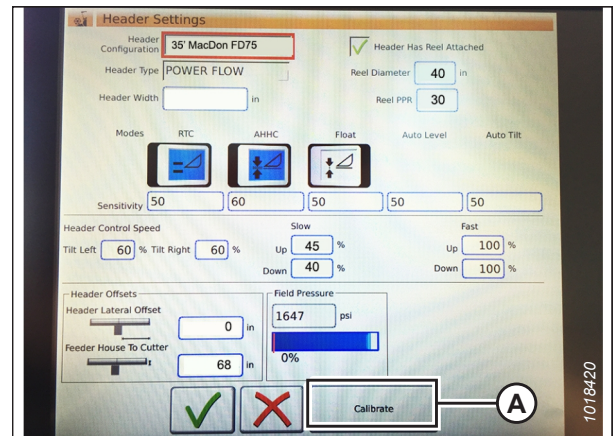 Header Settings
Header Configuration
35' MacDon FD75
Header Has Reel Attached
Header Type
POWER FLOW
Reel Diameter
40
in
Header Width
in
Reel PPR
30
Modes
RTC
AHHC
Float
Auto Level
Auto Tilt
Sensitivity
50
60
50
50
50
Header Control Speed
Slow
Fast
Tilt Left
60
%
Tilt Right
60
%
Up
45
%
Up
100
%
Down
40
%
Down
100
%
Header Offsets
Field Pressure
Header Lateral Offset
0
in
1647
psi
0%
Feeder House To Cutter
68
in
Calibrate
A
1018420